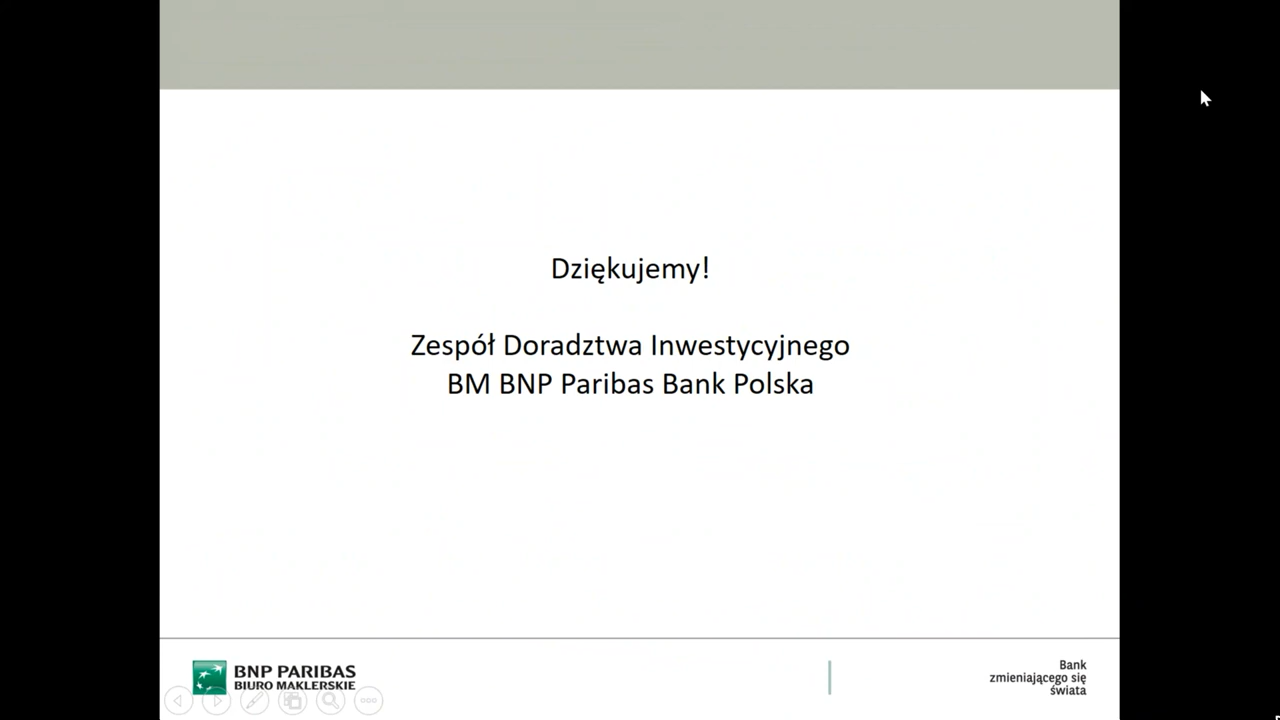 Dziękujemy!
Zespół Doradztwa Inwestycyjnego
BM BNP Paribas Bank Polska
BNP PARIBAS
BIURO MAKLERSKIE
Bank
zmieniającego się
świata